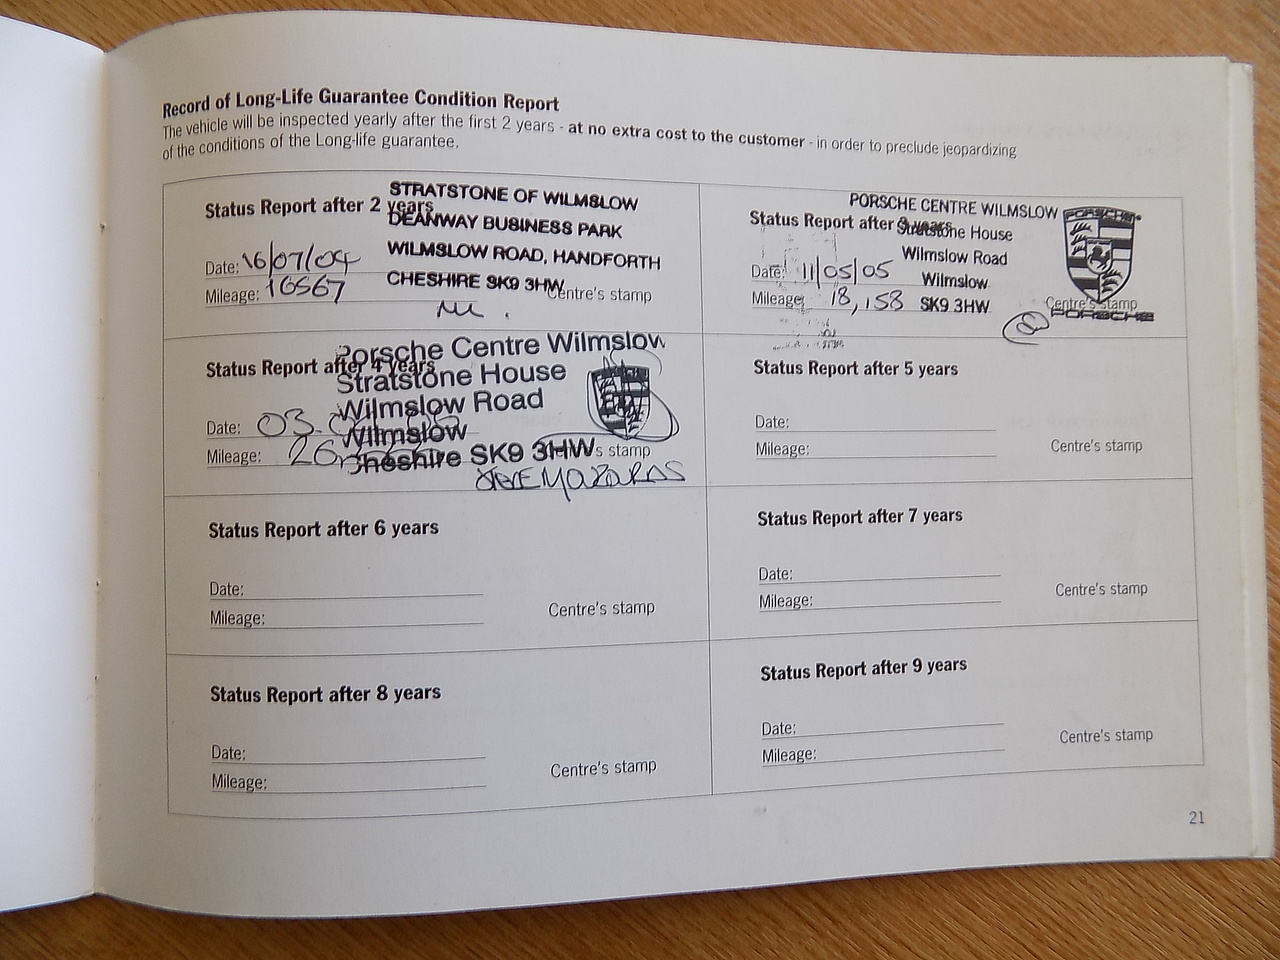 Record of Long-Life Guarantee Condition Report
The vehicle will be inspected yearly after the first 2 years - at no extra cost to the customer - in order to preclude jeopardizing
of the conditions of the Long-life guarantee.
Status Report after 2 years
STRATSTONE OF WILMSLOW
DEANWAY BUSINESS PARK
WILMSLOW ROAD, HANDFORTH
CHESHIRE SK9 3HW
Date: 16/07/04
Mileage: 16567
Centre's stamp
PORSCHE CENTRE WILMSLOW
Status Report after 3 years
Stratstone House
Wilmslow Road
Wilmslow
SK9 3HW
PORSCHE
Date: 11/05/05
Mileage: 18,158
Centre's stamp
PORSCHE
Status Report after 4 years
Porsche Centre Wilmslow
Stratstone House
Wilmslow Road
Wilmslow
Cheshire SK9 3HW
Date: 03.
Mileage: 26
s stamp
Status Report after 5 years
Date:
Mileage:
Centre's stamp
Status Report after 6 years
Date:
Mileage:
Centre's stamp
Status Report after 7 years
Date:
Mileage:
Centre's stamp
Status Report after 8 years
Date:
Mileage:
Centre's stamp
Status Report after 9 years
Date:
Mileage:
Centre's stamp
21